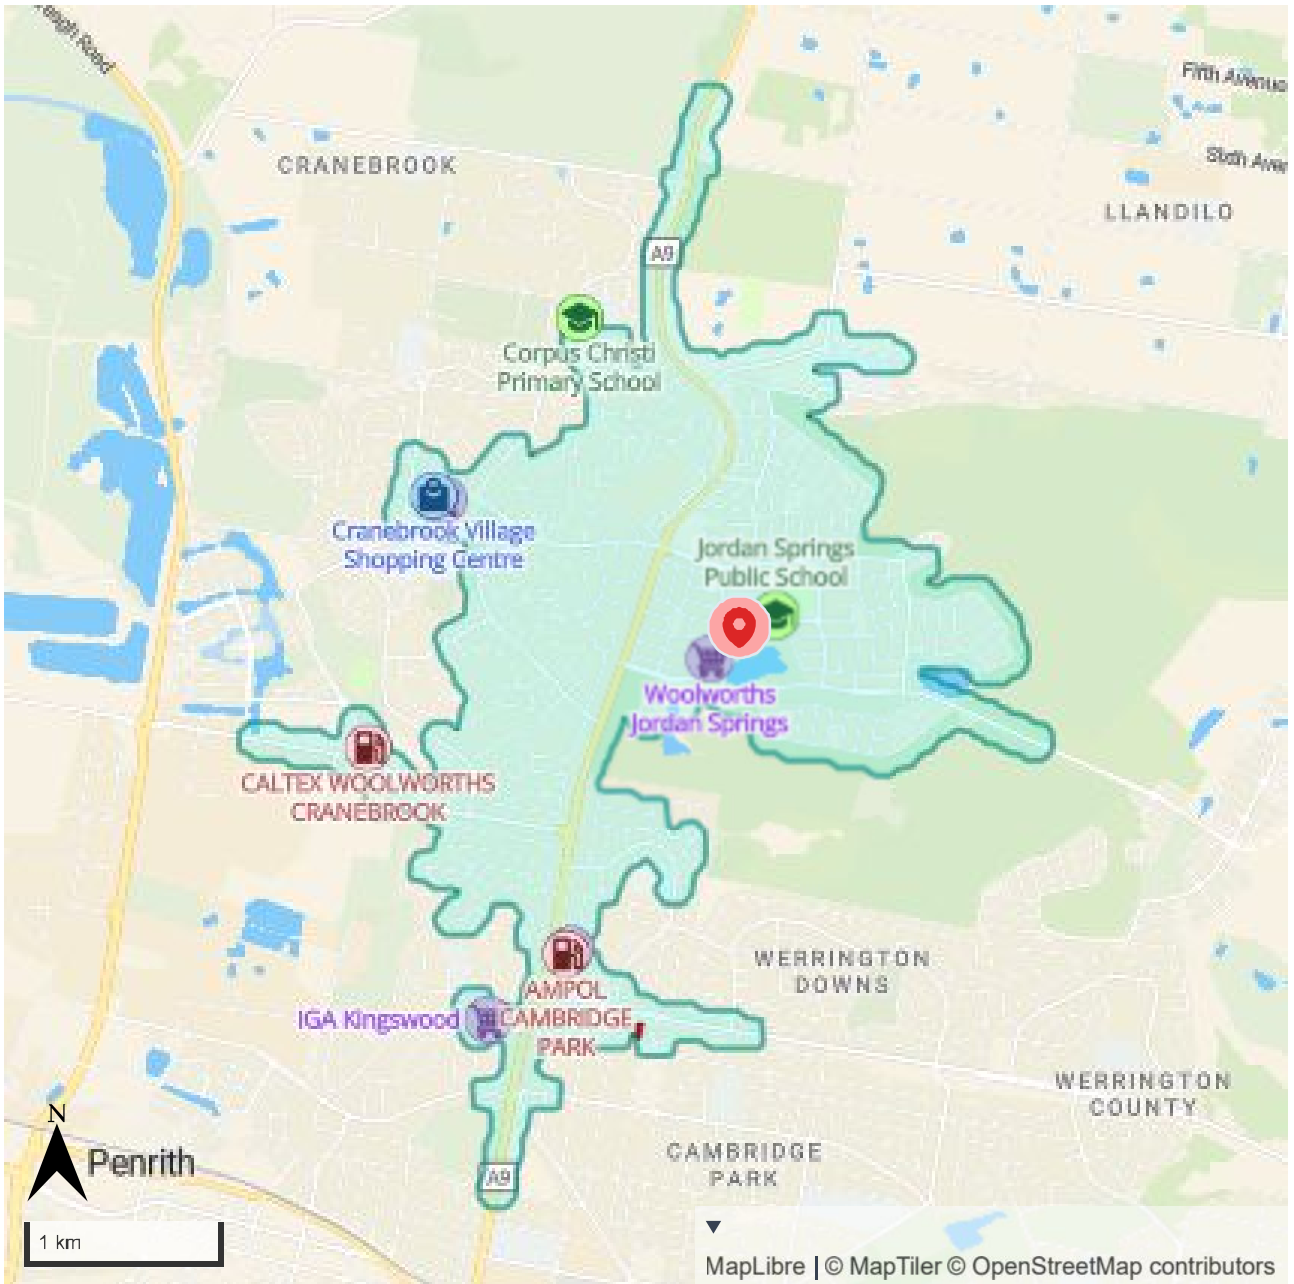 Fifth Avenue
CRANEBROOK
LLANDILO
A9
Corpus Christi
Primary School
Cranebrook Village
Shopping Centre
Jordan Springs
Public School
Woolworths
Jordan Springs
CALTEX WOOLWORTHS
CRANEBROOK
WERRINGTON
DOWNS
AMPOL
CAMBRIDGE
PARK
IGA Kingswood
WERRINGTON
COUNTY
N
Penrith
CAMBRIDGE
PARK
A9
1 km
MapLibre | © MapTiler © OpenStreetMap contributors